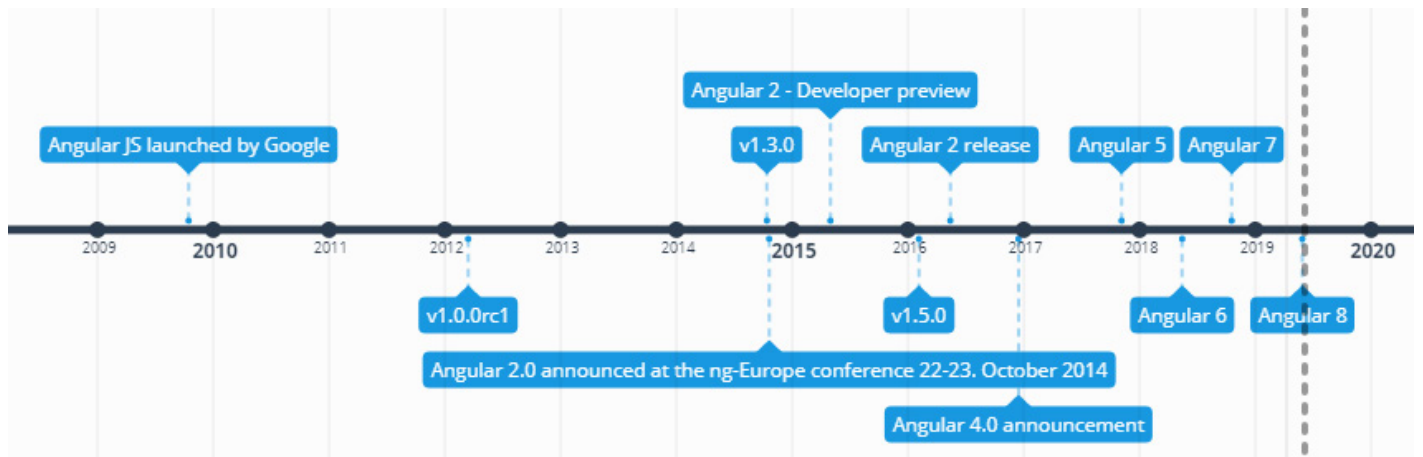 Angular 2 - Developer preview
Angular JS launched by Google
v1.3.0
Angular 2 release
Angular 5
Angular 7
2009
2010
2011
2012
2013
2014
2015
2016
2017
2018
2019
2020
v1.0.0rc1
v1.5.0
Angular 6
Angular 8
Angular 2.0 announced at the ng-Europe conference 22-23. October 2014
Angular 4.0 announcement